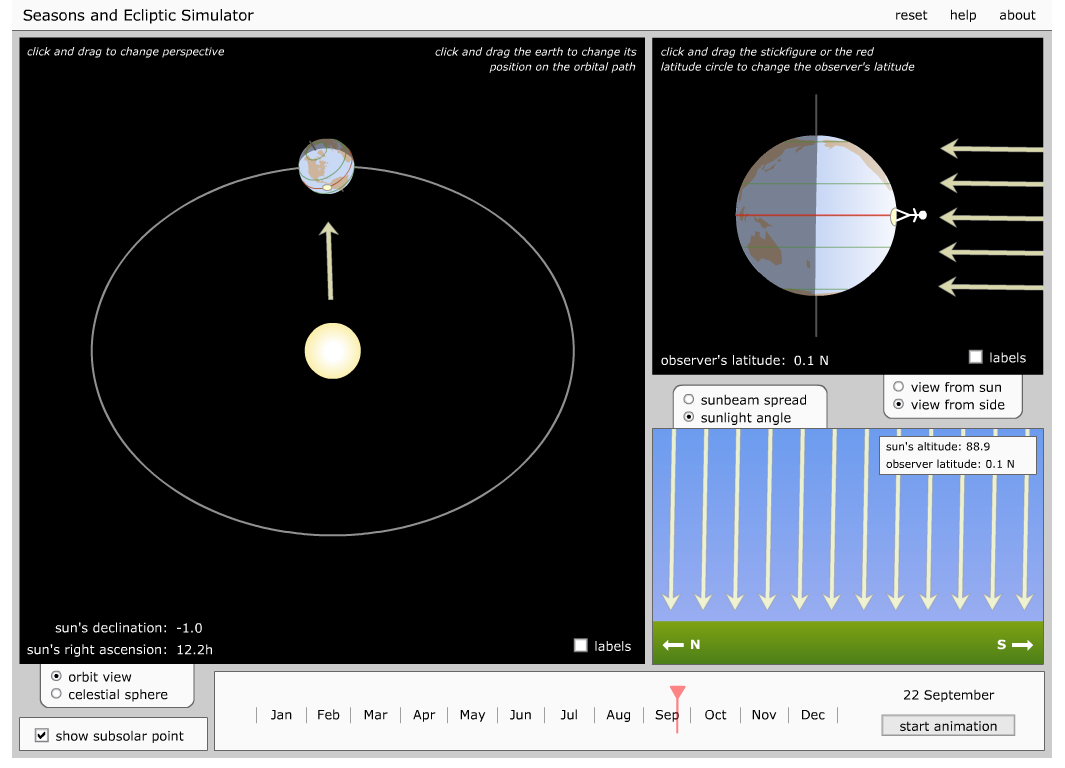 Seasons and Ecliptic Simulator
reset help about
click and drag to change perspective
click and drag the earth to change its
position on the orbital path
click and drag the stickfigure or the red
latitude circle to change the observer's latitude
observer's latitude: 0.1 N
labels
view from sun
view from side
sunbeam spread
sunlight angle
sun's altitude: 88.9
observer latitude: 0.1 N
N
S
sun's declination: -1.0
sun's right ascension: 12.2h
labels
orbit view
celestial sphere
show subsolar point
Jan Feb Mar Apr May Jun Jul Aug Sep Oct Nov Dec
22 September
start animation